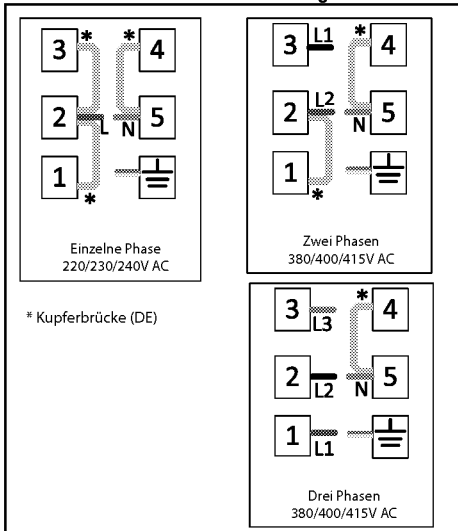 * *
3 4
2 L N 5
1
*
Einzelne Phase
220/230/240V AC
* Kupferbrücke (DE)
3 L1 * 4
2 L2 N 5
1
*
Zwei Phasen
380/400/415V AC
3 L3 * 4
2 L2 N 5
1 L1
Drei Phasen
380/400/415V AC